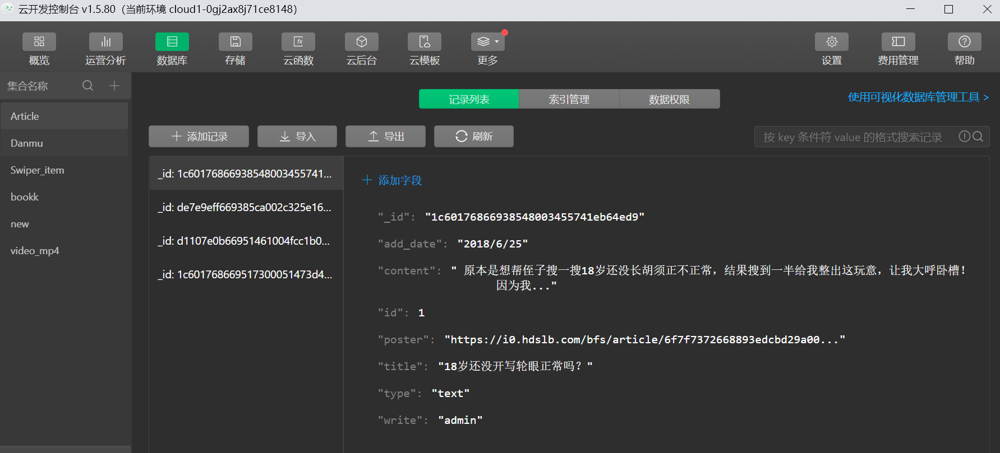 云开发控制台 v1.5.80（当前环境 cloud1-0gj2ax8j71ce8148）
概览 运营分析 数据库 存储 云函数 云后台 云模板 更多 设置 费用管理 帮助
集合名称
Article
Danmu
Swiper_item
bookk
new
video_mp4
记录列表 索引管理 数据权限
使用可视化数据库管理工具 >
添加记录 导入 导出 刷新
按 key 条件符 value 的格式搜索记录
_id: 1c60176866938548003455741...
_id: de7e9eff669385ca002c325e16...
_id: d1107e0b66951461004fcc1b0...
_id: 1c601768669517300051473d4...
添加字段
"_id": "1c60176866938548003455741eb64ed9"
"add_date": "2018/6/25"
"content": " 原本是想帮侄子搜一搜18岁还没长胡须正不正常，结果搜到一半给我整出这玩意，让我大呼卧槽！
因为我..."
"id": 1
"poster": "https://i0.hdslb.com/bfs/article/6f7f7372668893edcbd29a00..."
"title": "18岁还没开写轮眼正常吗？"
"type": "text"
"write": "admin"